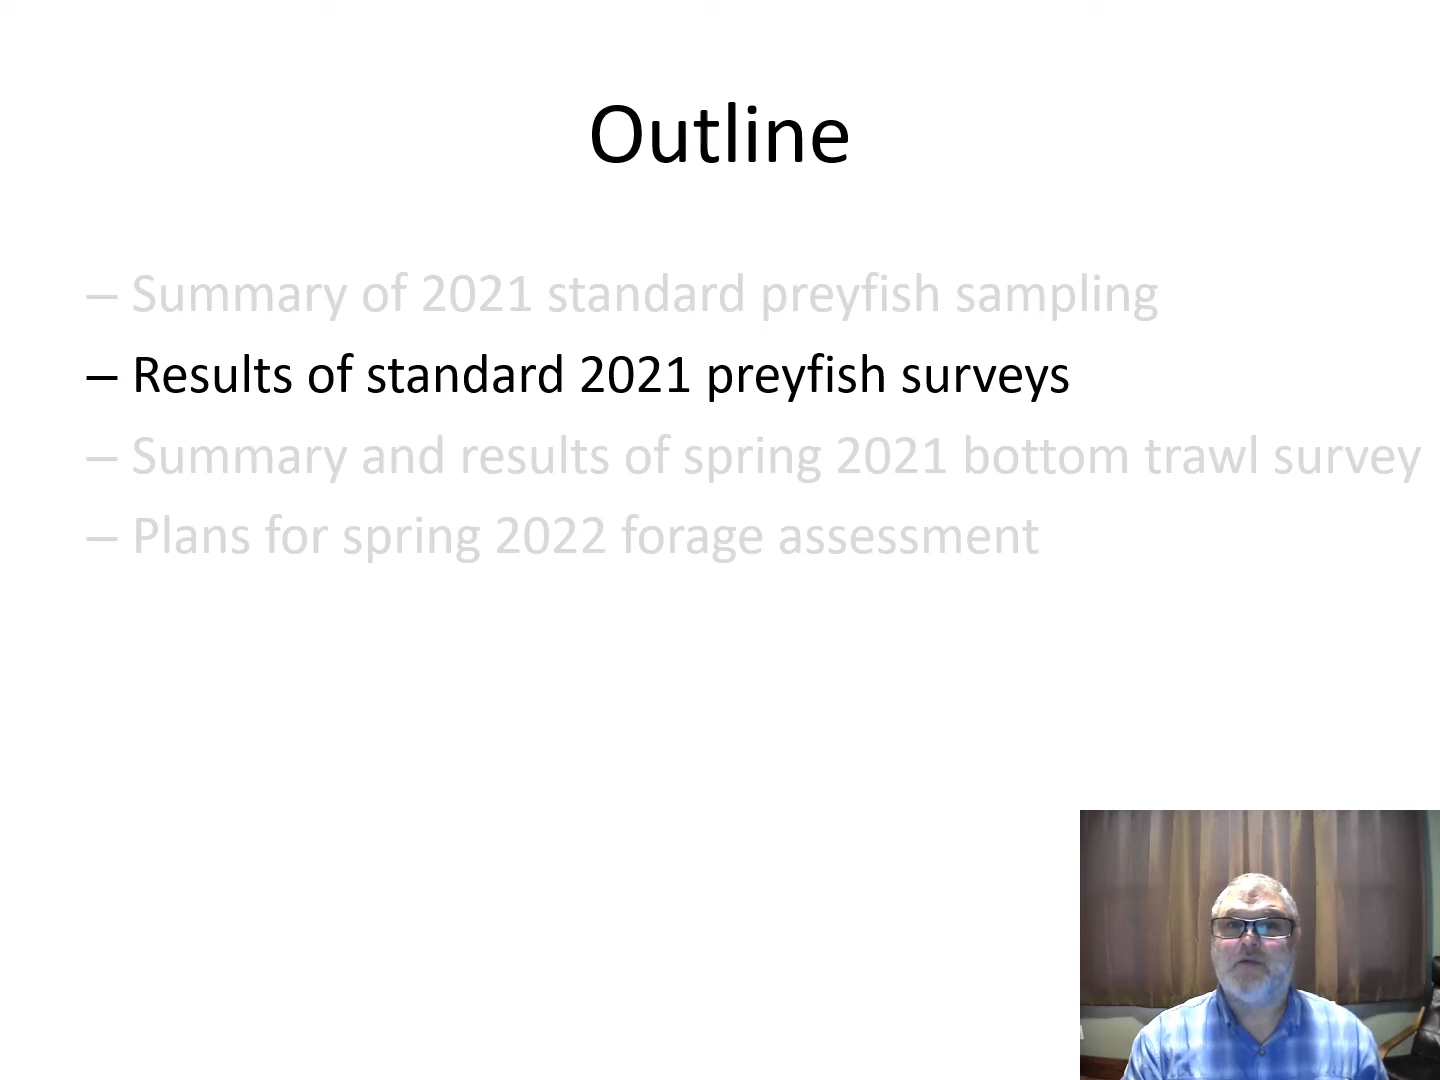 Outline
– Summary of 2021 standard preyfish sampling
– Results of standard 2021 preyfish surveys
– Summary and results of spring 2021 bottom trawl survey
– Plans for spring 2022 forage assessment